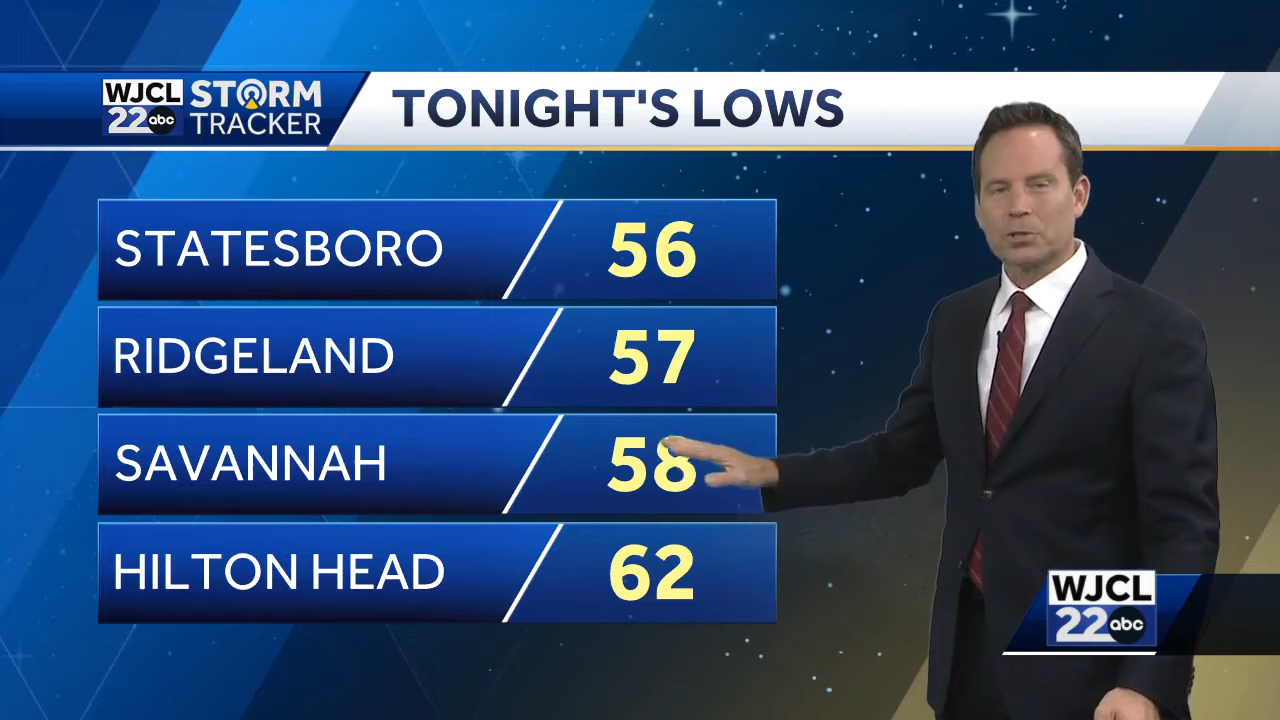 WJCL
22 abc
STORM
TRACKER
TONIGHT'S LOWS
STATESBORO 56
RIDGELAND 57
SAVANNAH 58
HILTON HEAD 62
WJCL
22 abc